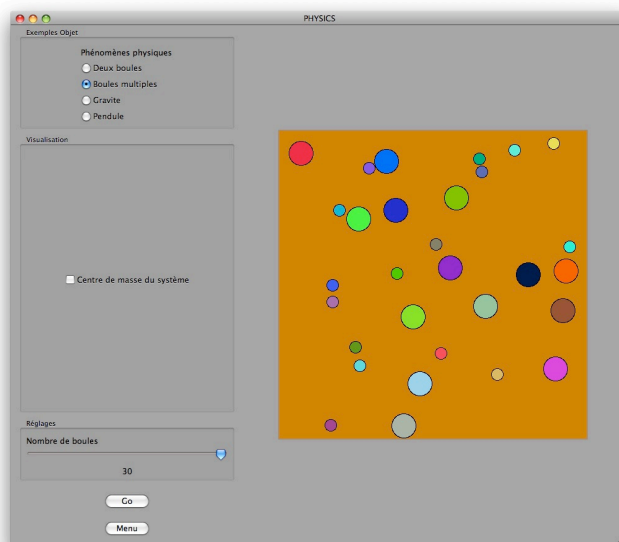 PHYSICS
Exemples Objet
Phénomènes physiques
Deux boules
Boules multiples
Gravite
Pendule
Visualisation
Centre de masse du système
Réglages
Nombre de boules
30
Go
Menu